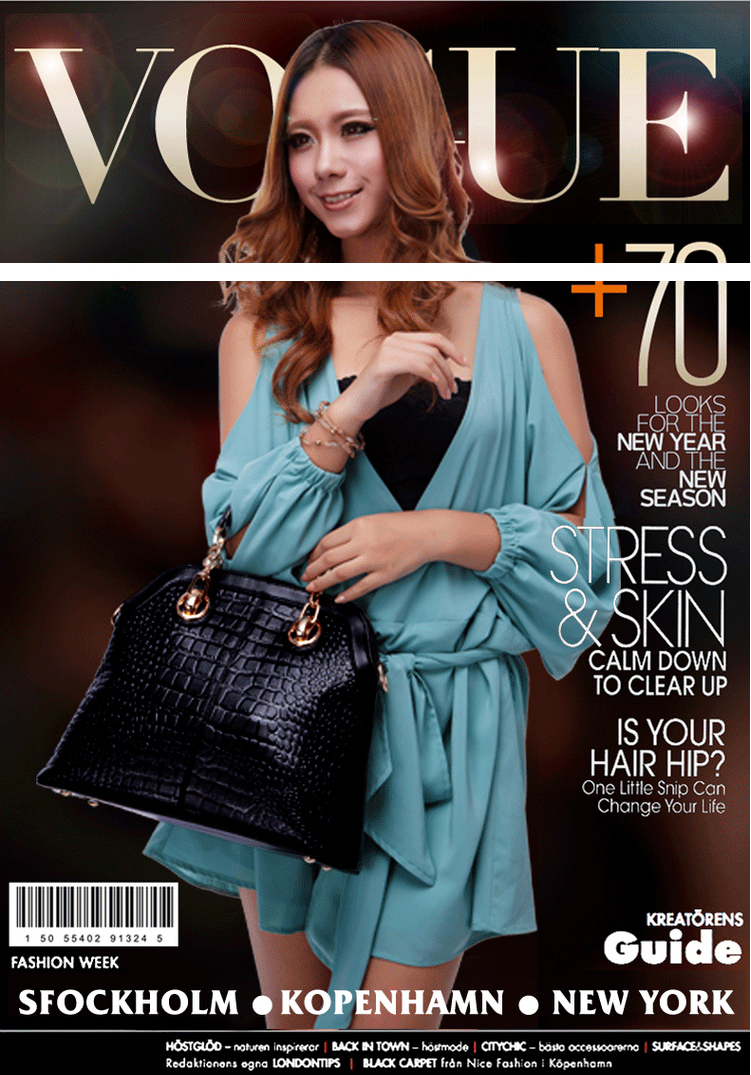 VOGUE
+70
LOOKS
FOR THE
NEW YEAR
AND THE
NEW
SEASON
STRESS
& SKIN
CALM DOWN
TO CLEAR UP
IS YOUR
HAIR HIP?
One Little Snip Can
Change Your Life
1 50 55402 91324 5
FASHION WEEK
KREATÖRENS
Guide
SFOCKHOLM ● KOPENHAMN ● NEW YORK
HÖSTGLÖD – naturen inspirerar | BACK IN TOWN – höstmode | CITYCHIC – bästa accessoarerna | SURFACE&SHAPES
Redaktionens egna LONDONTIPS | BLACK CARPET från Nice Fashion i Köpenhamn